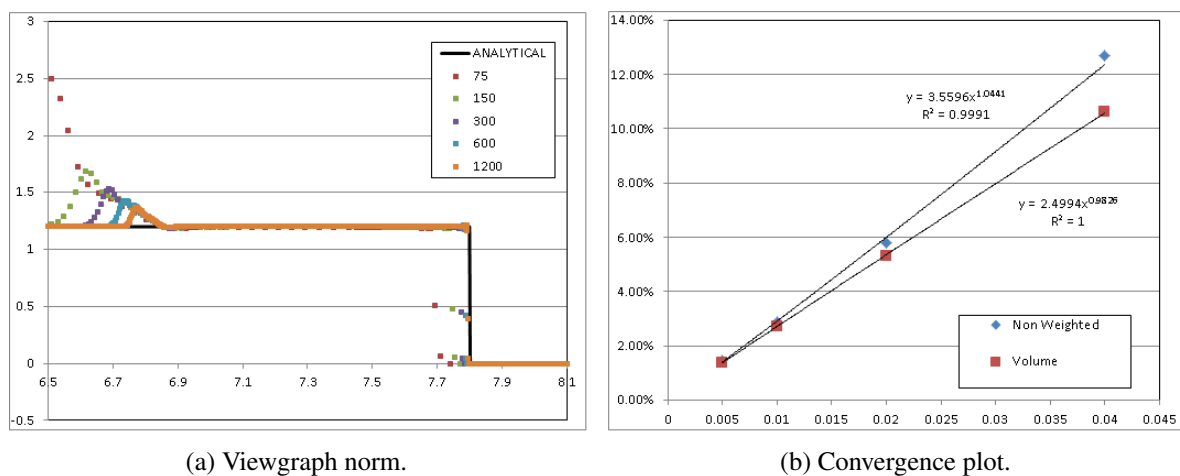 3
2.5
2
1.5
1
0.5
0
-0.5
6.5 6.7 6.9 7.1 7.3 7.5 7.7 7.9 8.1
ANALYTICAL
75
150
300
600
1200
(a) Viewgraph norm.
14.00%
12.00%
10.00%
8.00%
6.00%
4.00%
2.00%
0.00%
0 0.005 0.01 0.015 0.02 0.025 0.03 0.035 0.04 0.045
y = 3.5596x^1.0441
R² = 0.9991
y = 2.4994x^0.9826
R² = 1
Non Weighted
Volume
(b) Convergence plot.